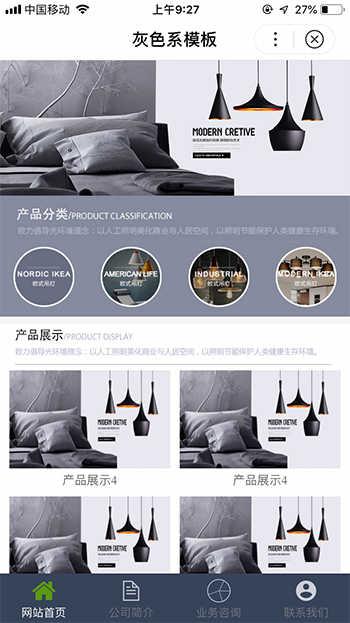 中国移动
上午9:27
27%
灰色系模板
MODERN CRETIVE
产品分类/PRODUCT CLASSIFICATION
致力倡导光环境理念：以人工照明美化商业与人居空间，以照明节能保护人类健康生存环境。
NORDIC IKEA
欧式吊灯
AMERICAN LIFE
欧式吊灯
INDUSTRIAL
欧式吊灯
MODERN IKEA
欧式吊灯
产品展示/PRODUCT DISPLAY
致力倡导光环境理念：以人工照明美化商业与人居空间，以照明节能保护人类健康生存环境。
MODERN CRETIVE
MODERN CRETIVE
产品展示4
产品展示4
MODERN CRETIVE
MODERN CRETIVE
网站首页
公司简介
业务咨询
联系我们